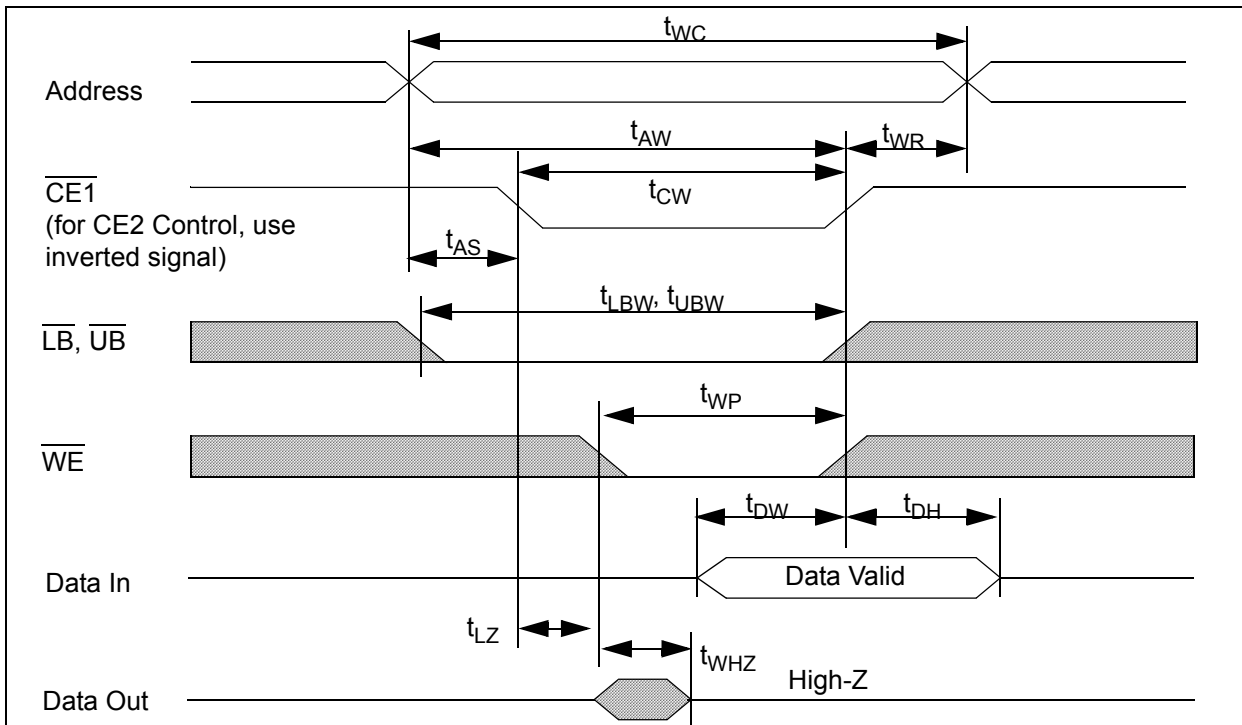 tWC
Address
tAW
tWR
CE1
(for CE2 Control, use
inverted signal)
tCW
tAS
tLBW, tUBW
LB, UB
tWP
WE
tDW
tDH
Data In
Data Valid
tLZ
tWHZ
High-Z
Data Out